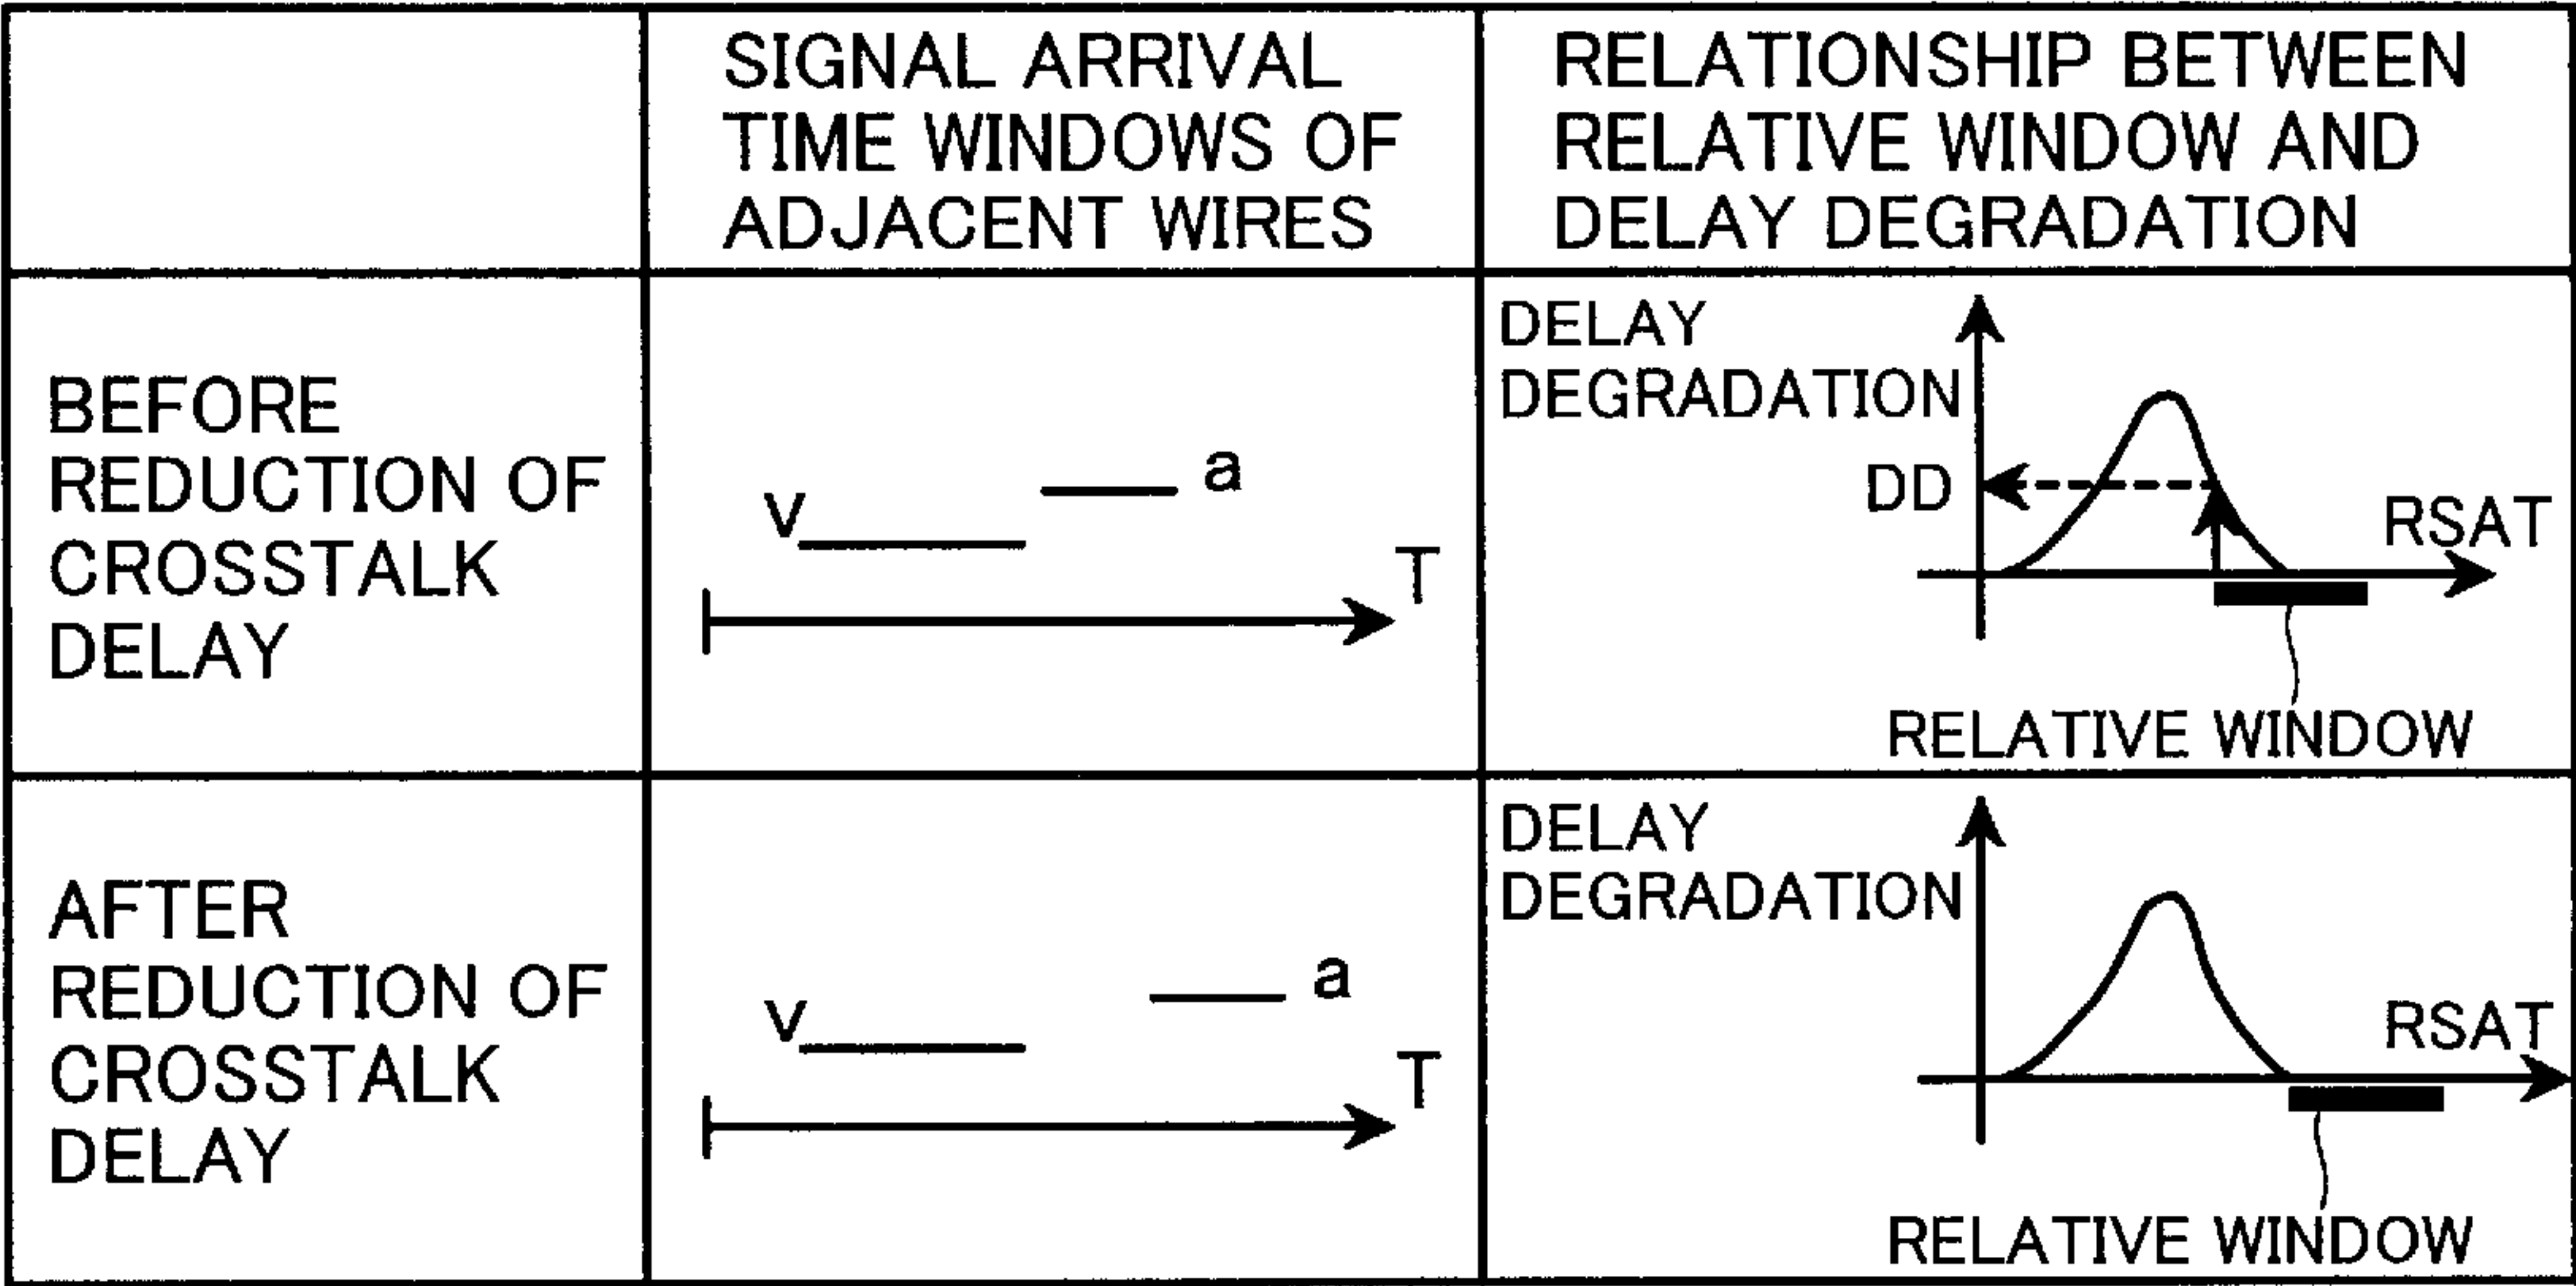 SIGNAL ARRIVAL
TIME WINDOWS OF
ADJACENT WIRES
RELATIONSHIP BETWEEN
RELATIVE WINDOW AND
DELAY DEGRADATION
BEFORE
REDUCTION OF
CROSSTALK
DELAY
v
a
T
DELAY
DEGRADATION
DD
RSAT
RELATIVE WINDOW
AFTER
REDUCTION OF
CROSSTALK
DELAY
v
a
T
DELAY
DEGRADATION
RSAT
RELATIVE WINDOW